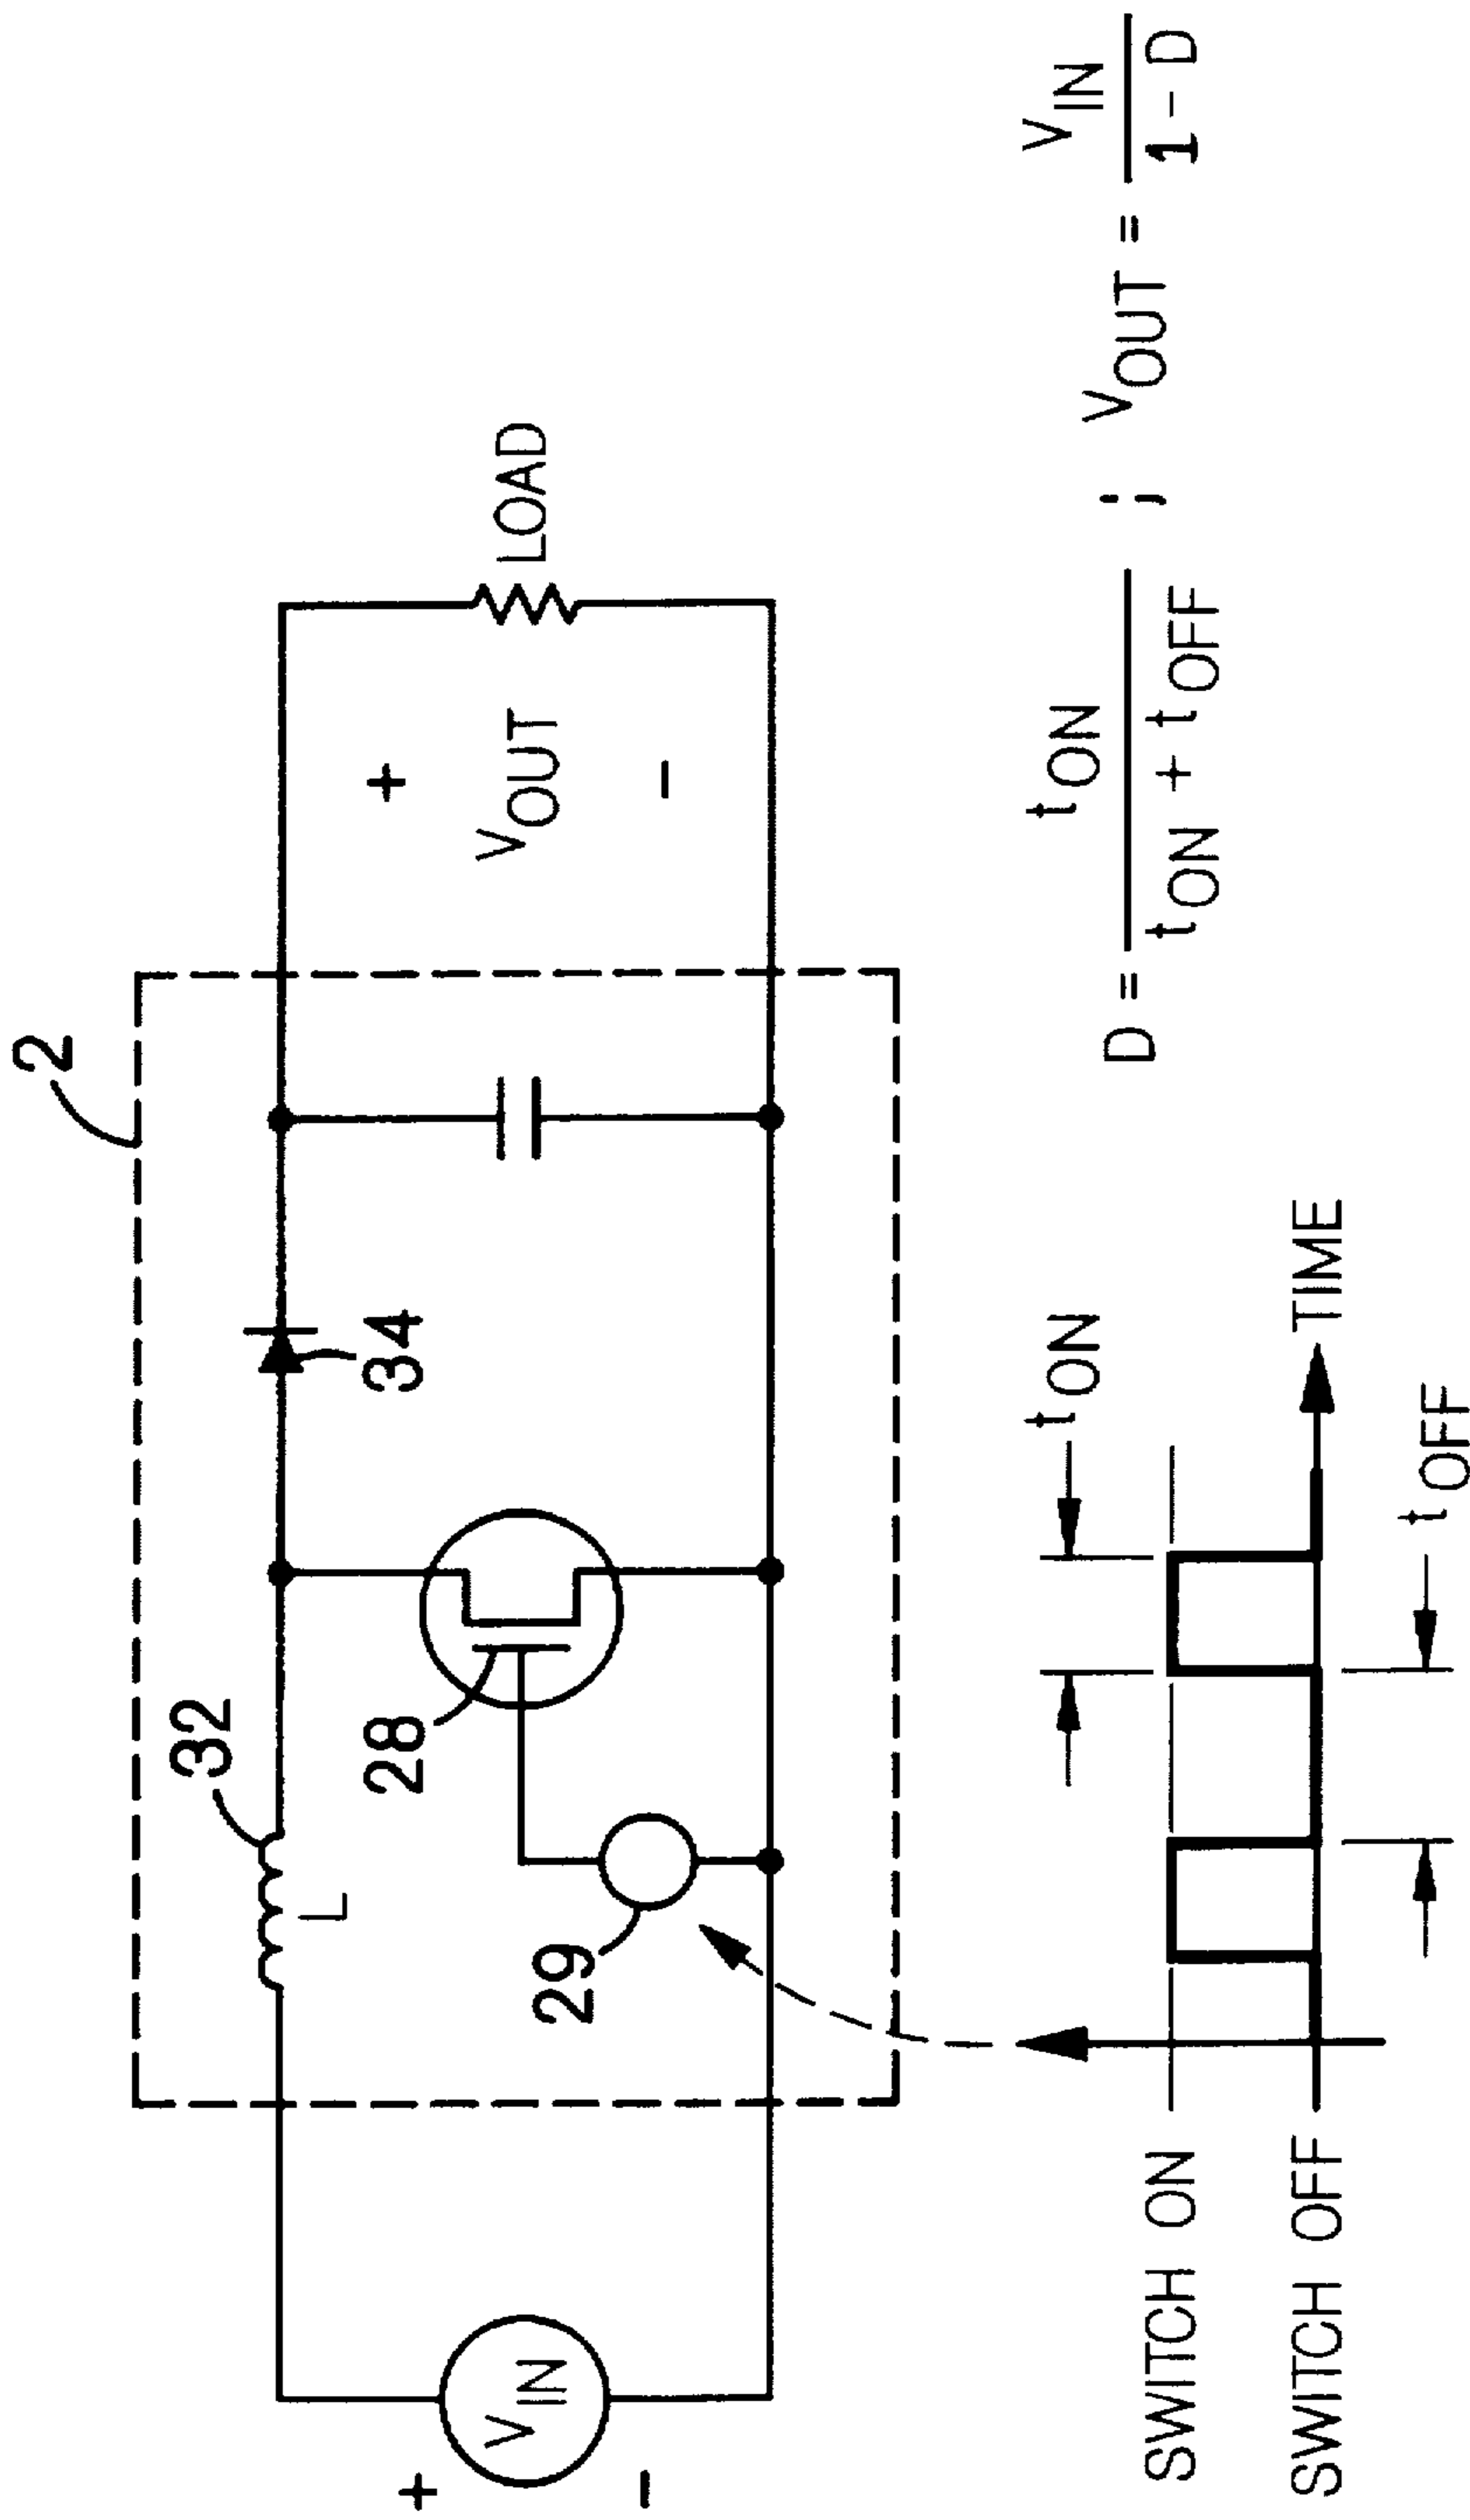 2
32
L
34
28
29
+
V_IN
-
+
V_OUT
-
LOAD
t_ON
SWITCH ON
SWITCH OFF
TIME
t_OFF
D = t_ON / t_ON + t_OFF ; V_OUT = V_IN / 1 - D